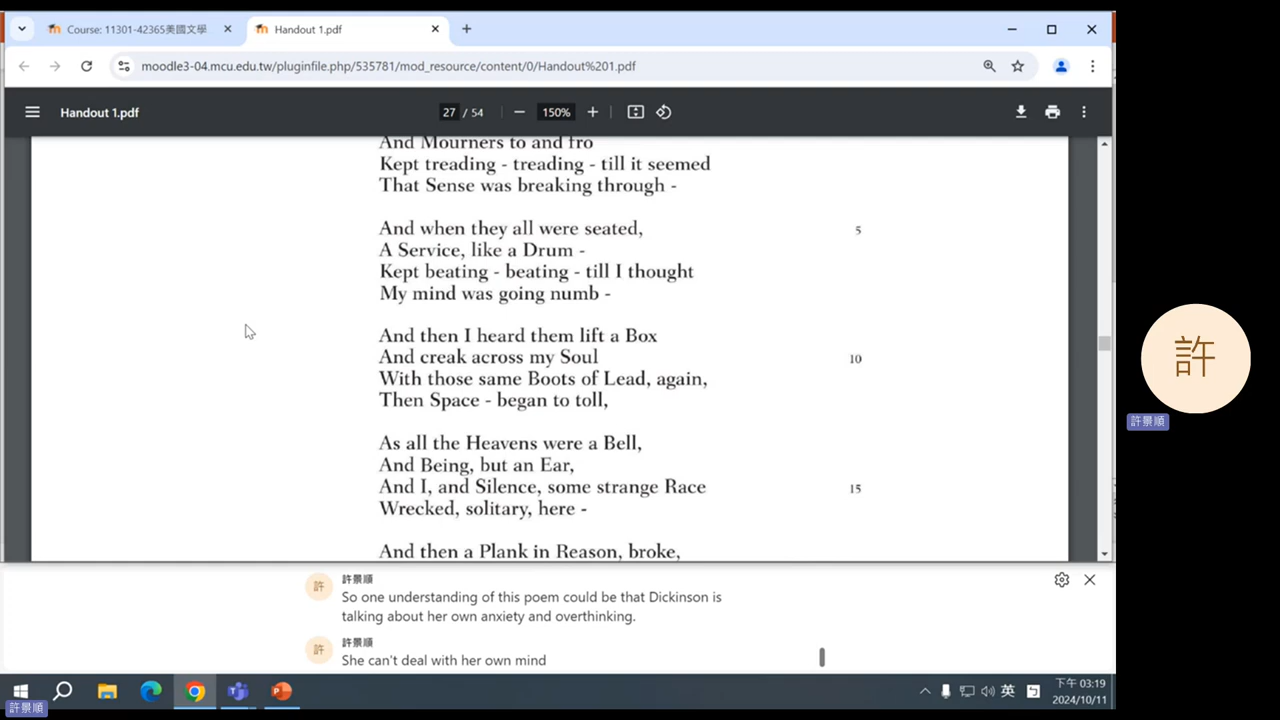 Course: 11301-42365美國文學
Handout 1.pdf
moodle3-04.mcu.edu.tw/pluginfile.php/535781/mod_resource/content/0/Handout%201.pdf
Handout 1.pdf
27 / 54
150%
And Mourners to and fro
Kept treading - treading - till it seemed
That Sense was breaking through -
And when they all were seated,
5
A Service, like a Drum -
Kept beating - beating - till I thought
My mind was going numb -
And then I heard them lift a Box
And creak across my Soul
10
With those same Boots of Lead, again,
Then Space - began to toll,
As all the Heavens were a Bell,
And Being, but an Ear,
And I, and Silence, some strange Race
15
Wrecked, solitary, here -
And then a Plank in Reason, broke,
許
許景順
許
許景順
So one understanding of this poem could be that Dickinson is
talking about her own anxiety and overthinking.
許
許景順
She can't deal with her own mind
英
下午 03:19
2024/10/11
許景順